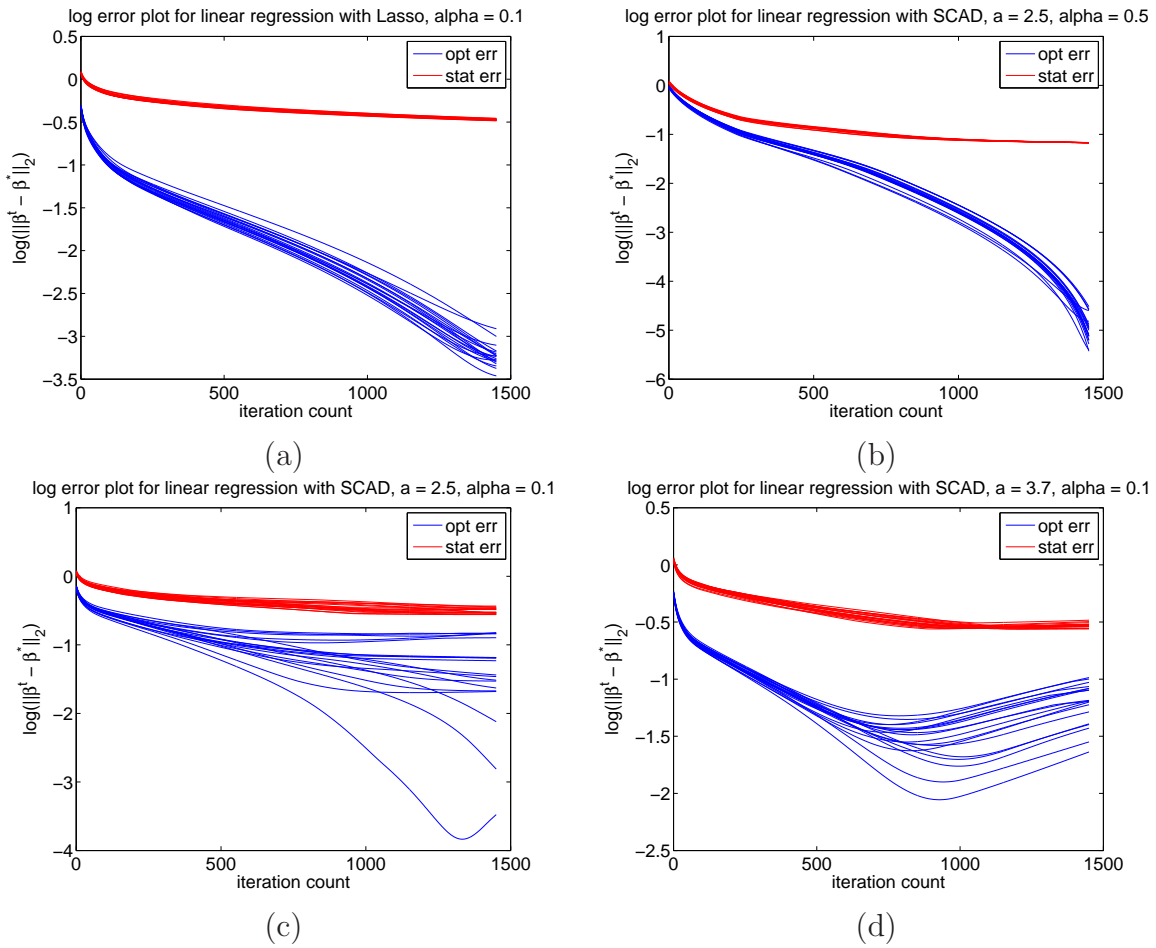 log error plot for linear regression with Lasso, alpha = 0.1
0.5
0
−0.5
−1
−1.5
−2
−2.5
−3
−3.5
log(||β^t − β^*||_2)
0 500 1000 1500
iteration count
opt err
stat err
(a)
log error plot for linear regression with SCAD, a = 2.5, alpha = 0.5
1
0
−1
−2
−3
−4
−5
−6
log(||β^t − β^*||_2)
0 500 1000 1500
iteration count
opt err
stat err
(b)
log error plot for linear regression with SCAD, a = 2.5, alpha = 0.1
1
0
−1
−2
−3
−4
log(||β^t − β^*||_2)
0 500 1000 1500
iteration count
opt err
stat err
(c)
log error plot for linear regression with SCAD, a = 3.7, alpha = 0.1
0.5
0
−0.5
−1
−1.5
−2
−2.5
log(||β^t − β^*||_2)
0 500 1000 1500
iteration count
opt err
stat err
(d)